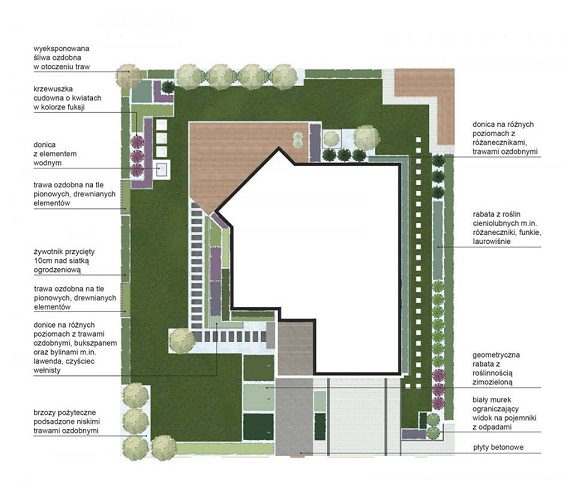 wyeksponowana
śliwa ozdobna
w otoczeniu traw
krzewuszka
cudowna o kwiatach
w kolorze fuksji
donica
z elementem
wodnym
trawa ozdobna na tle
pionowych, drewnianych
elementów
żywotnik przycięty
10cm nad siatką
ogrodzeniową
trawa ozdobna na tle
pionowych, drewnianych
elementów
donice na różnych
poziomach z trawami
ozdobnymi, bukszpanem
oraz bylinami m.in.
lawenda, czyściec
wełnisty
brzozy pożyteczne
podsadzone niskimi
trawami ozdobnymi
donica na różnych
poziomach z
różanecznikami,
trawami ozdobnymi
rabata z roślin
cieniolubnych m.in.
różaneczniki, funkie,
laurowiśnie
geometryczna
rabata z
roślinnością
zimozieloną
biały murek
ograniczający
widok na pojemniki
z odpadami
płyty betonowe